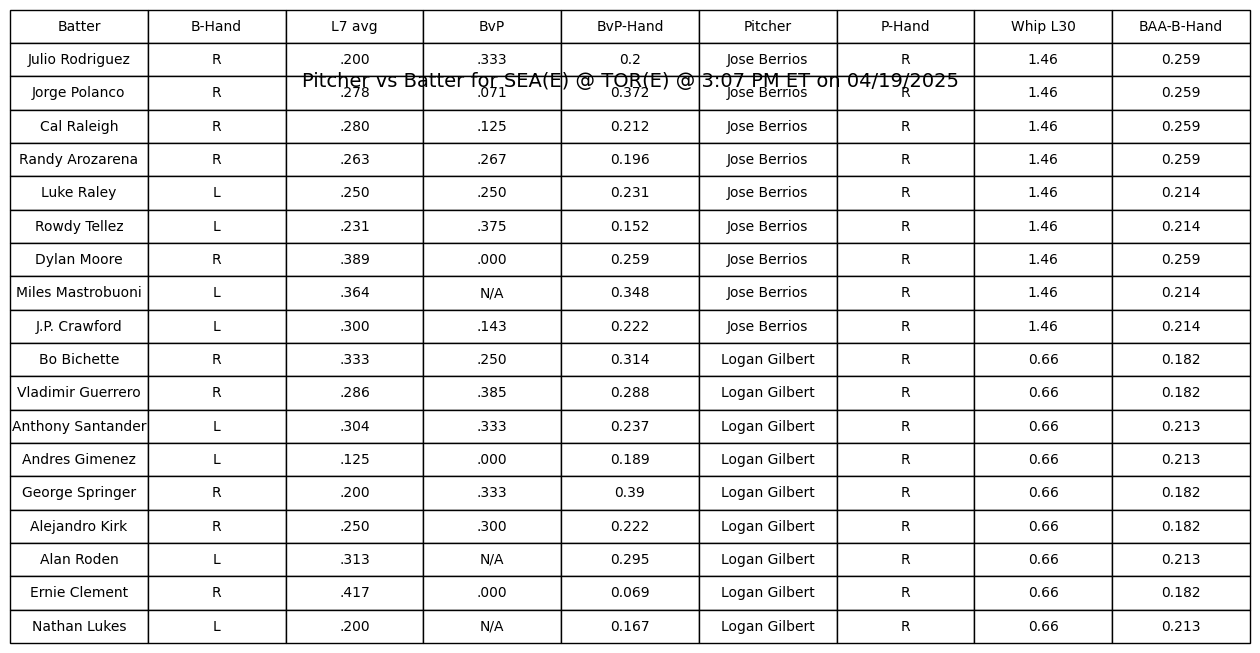 Batter B-Hand L7 avg BvP BvP-Hand Pitcher P-Hand Whip L30 BAA-B-Hand
Julio Rodriguez R .200 .333 0.2 Jose Berrios R 1.46 0.259
Pitcher vs Batter for SEA(E) @ TOR(E) @ 3:07 PM ET on 04/19/2025
Jorge Polanco R .278 .071 0.372 Jose Berrios R 1.46 0.259
Cal Raleigh R .280 .125 0.212 Jose Berrios R 1.46 0.259
Randy Arozarena R .263 .267 0.196 Jose Berrios R 1.46 0.259
Luke Raley L .250 .250 0.231 Jose Berrios R 1.46 0.214
Rowdy Tellez L .231 .375 0.152 Jose Berrios R 1.46 0.214
Dylan Moore R .389 .000 0.259 Jose Berrios R 1.46 0.259
Miles Mastrobuoni L .364 N/A 0.348 Jose Berrios R 1.46 0.214
J.P. Crawford L .300 .143 0.222 Jose Berrios R 1.46 0.214
Bo Bichette R .333 .250 0.314 Logan Gilbert R 0.66 0.182
Vladimir Guerrero R .286 .385 0.288 Logan Gilbert R 0.66 0.182
Anthony Santander L .304 .333 0.237 Logan Gilbert R 0.66 0.213
Andres Gimenez L .125 .000 0.189 Logan Gilbert R 0.66 0.213
George Springer R .200 .333 0.39 Logan Gilbert R 0.66 0.182
Alejandro Kirk R .250 .300 0.222 Logan Gilbert R 0.66 0.182
Alan Roden L .313 N/A 0.295 Logan Gilbert R 0.66 0.213
Ernie Clement R .417 .000 0.069 Logan Gilbert R 0.66 0.182
Nathan Lukes L .200 N/A 0.167 Logan Gilbert R 0.66 0.213